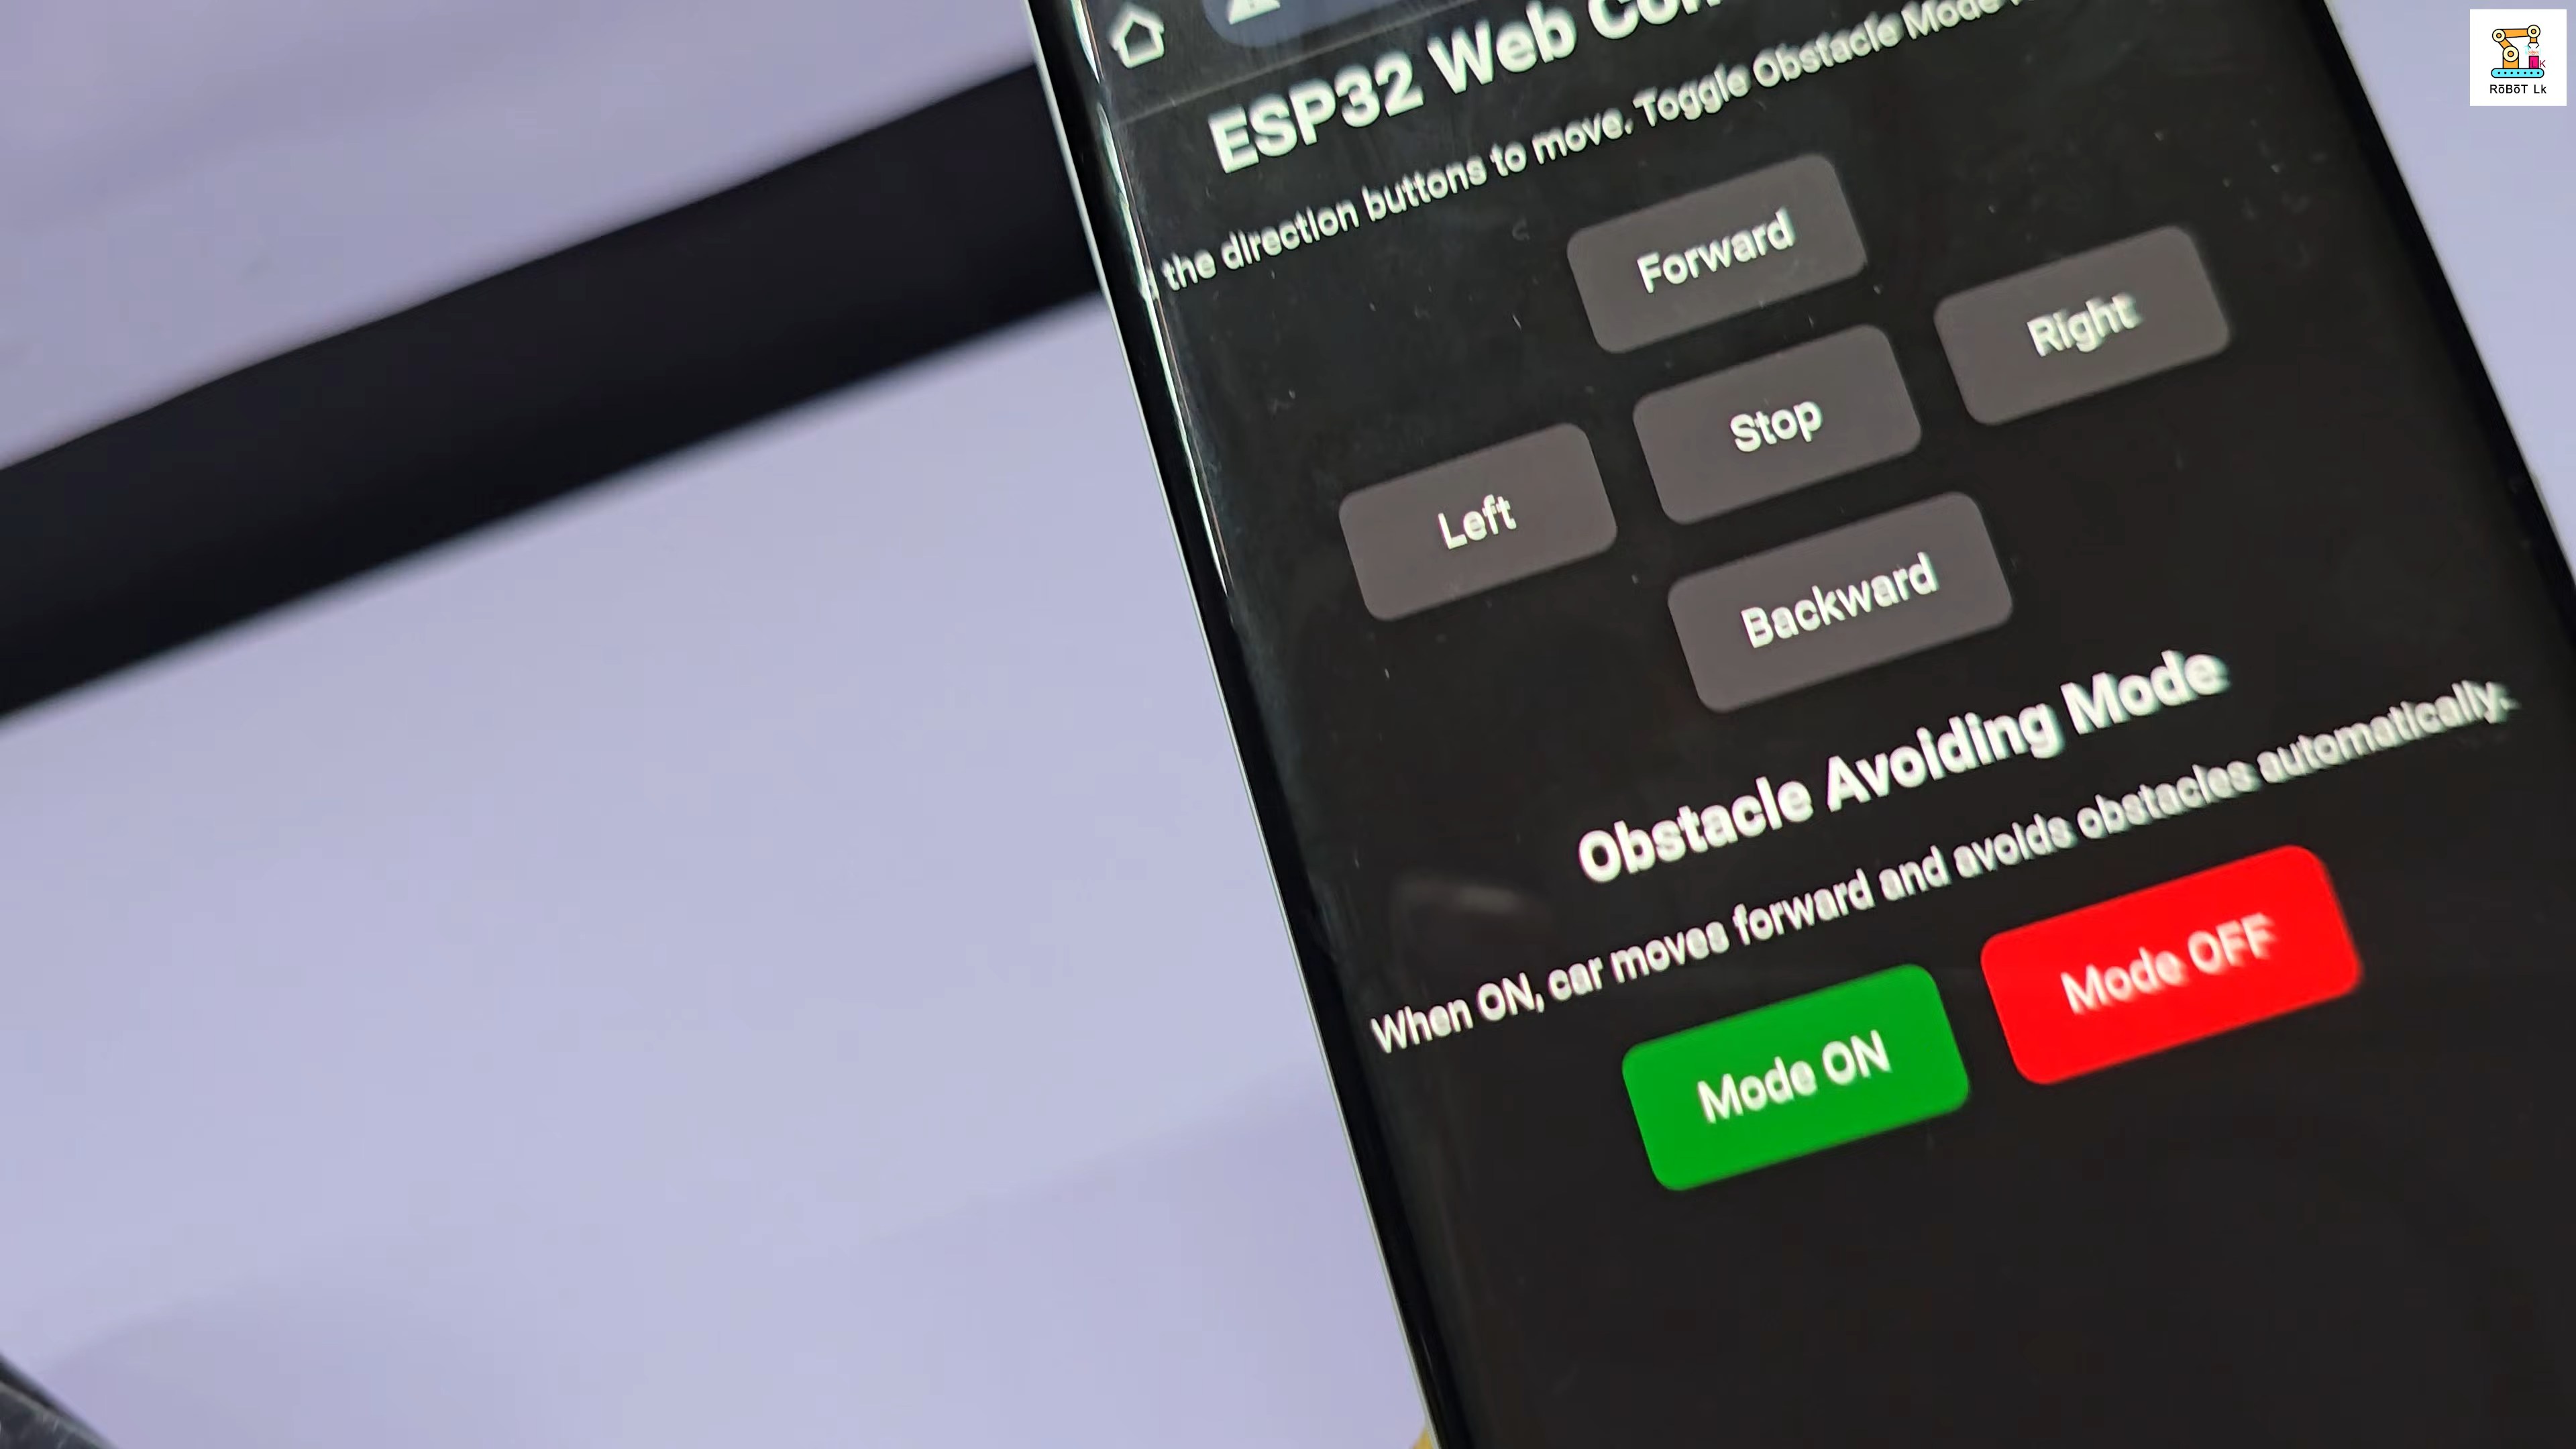 ESP32 Web
the direction buttons to move. Toggle Obstacle Mode
Forward
Left Stop Right
Backward
Obstacle Avoiding Mode
When ON, car moves forward and avoids obstacles automatically.
Mode ON Mode OFF
RōBōT Lk